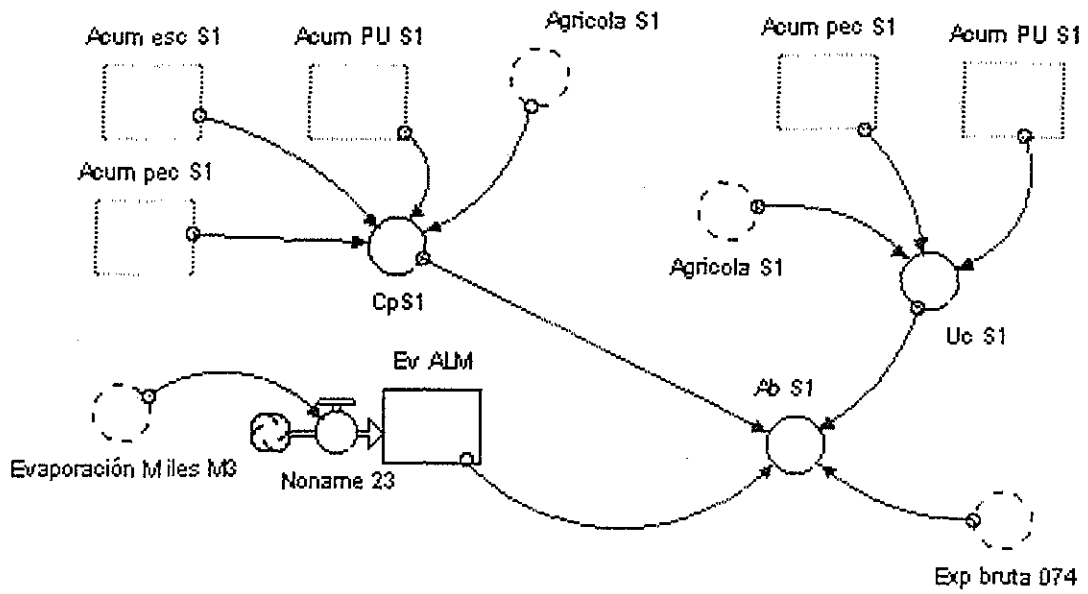 Acum esc S1
Acum PU S1
Agricola S1
Acum pec S1
Acum PU S1
Acum pec S1
Agricola S1
CpS1
Uc S1
Ev ALM
Ab S1
Evaporación Miles M3
Noname 23
Exp bruta 074